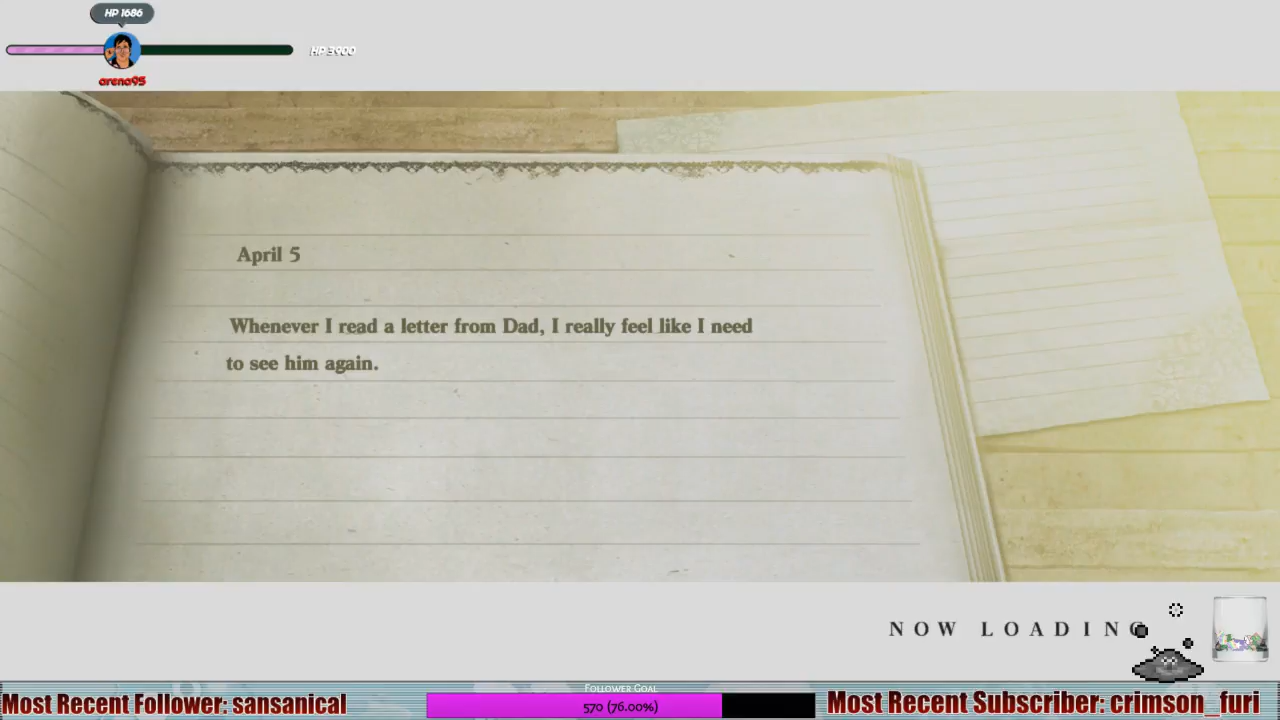 HP 1686
HP 3900
arena95
April 5
Whenever I read a letter from Dad, I really feel like I need
to see him again.
NOW LOADING
Most Recent Follower: sansanical
Follower Goal
570 (76.00%)
Most Recent Subscriber: crimson_furi